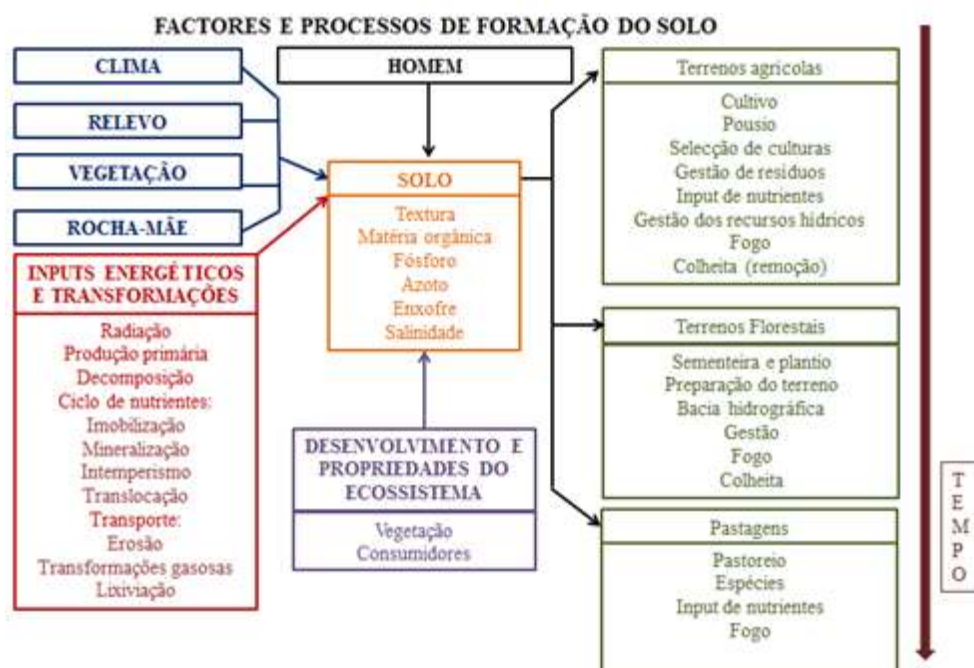 FACTORES E PROCESSOS DE FORMAÇÃO DO SOLO
CLIMA
RELEVO
VEGETAÇÃO
ROCHA-MÃE
INPUTS ENERGÉTICOS
E TRANSFORMAÇÕES
Radiação
Produção primária
Decomposição
Ciclo de nutrientes:
Imobilização
Mineralização
Intemperismo
Translocação
Transporte:
Erosão
Transformações gasosas
Lixiviação
HOMEM
SOLO
Textura
Matéria orgânica
Fósforo
Azoto
Enxofre
Salinidade
DESENVOLVIMENTO E
PROPRIEDADES DO
ECOSSISTEMA
Vegetação
Consumidores
Terrenos agrícolas
Cultivo
Pousio
Selecção de culturas
Gestão de resíduos
Input de nutrientes
Gestão dos recursos hídricos
Fogo
Colheita (remoção)
Terrenos Florestais
Sementeira e plantio
Preparação do terreno
Bacia hidrográfica
Gestão
Fogo
Colheita
Pastagens
Pastoreio
Espécies
Input de nutrientes
Fogo
TEMPO